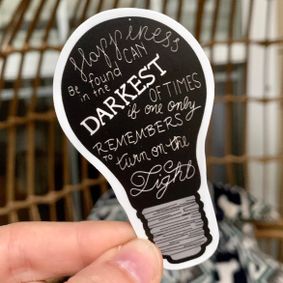 Happiness
CAN
Be found
in the
DARKEST
OF TIMES
if one only
REMEMBERS
TO turn on the
Light